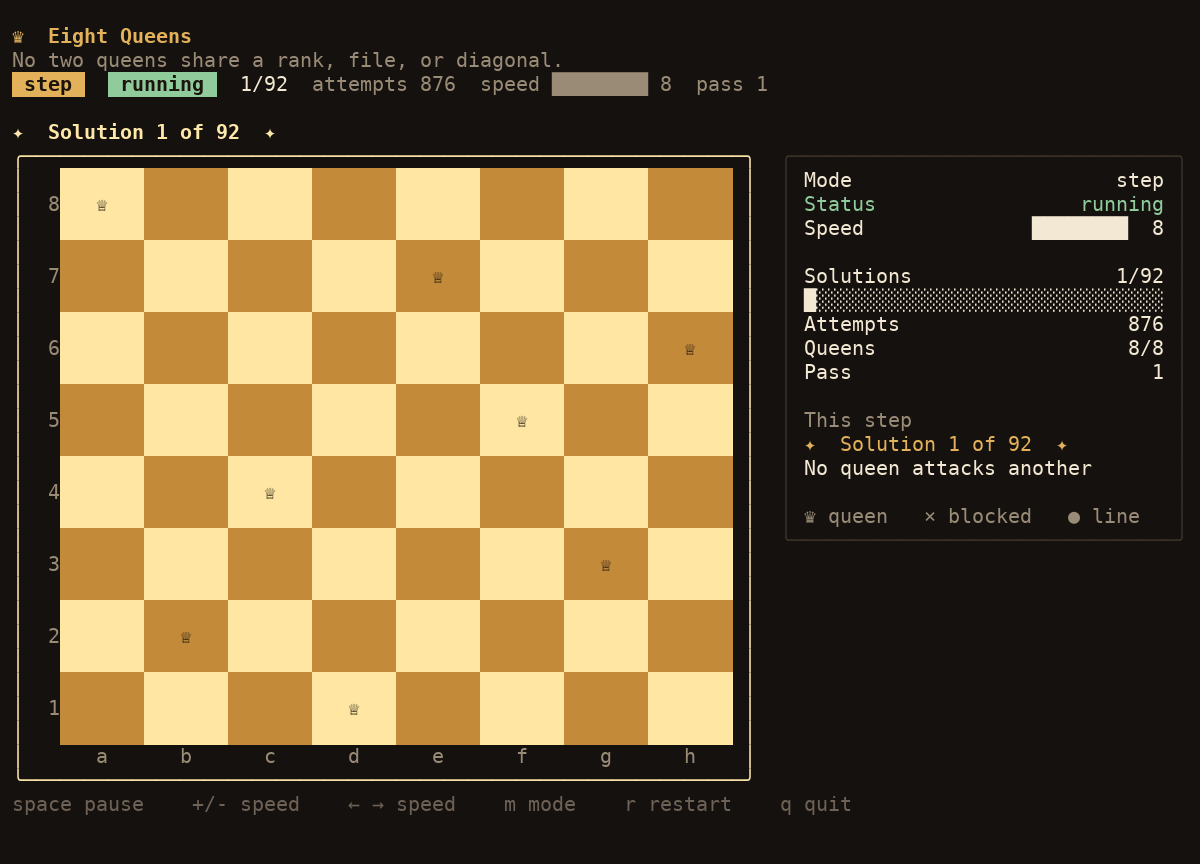 ♛ Eight Queens
No two queens share a rank, file, or diagonal.
step running 1/92 attempts 876 speed 8 pass 1
✦ Solution 1 of 92 ✦
8 ♕
7 ♕
6 ♕
5 ♕
4 ♕
3 ♕
2 ♕
1 ♕
a b c d e f g h
Mode step
Status running
Speed 8
Solutions 1/92
Attempts 876
Queens 8/8
Pass 1
This step
✦ Solution 1 of 92 ✦
No queen attacks another
♛ queen × blocked ● line
space pause +/- speed ← → speed m mode r restart q quit